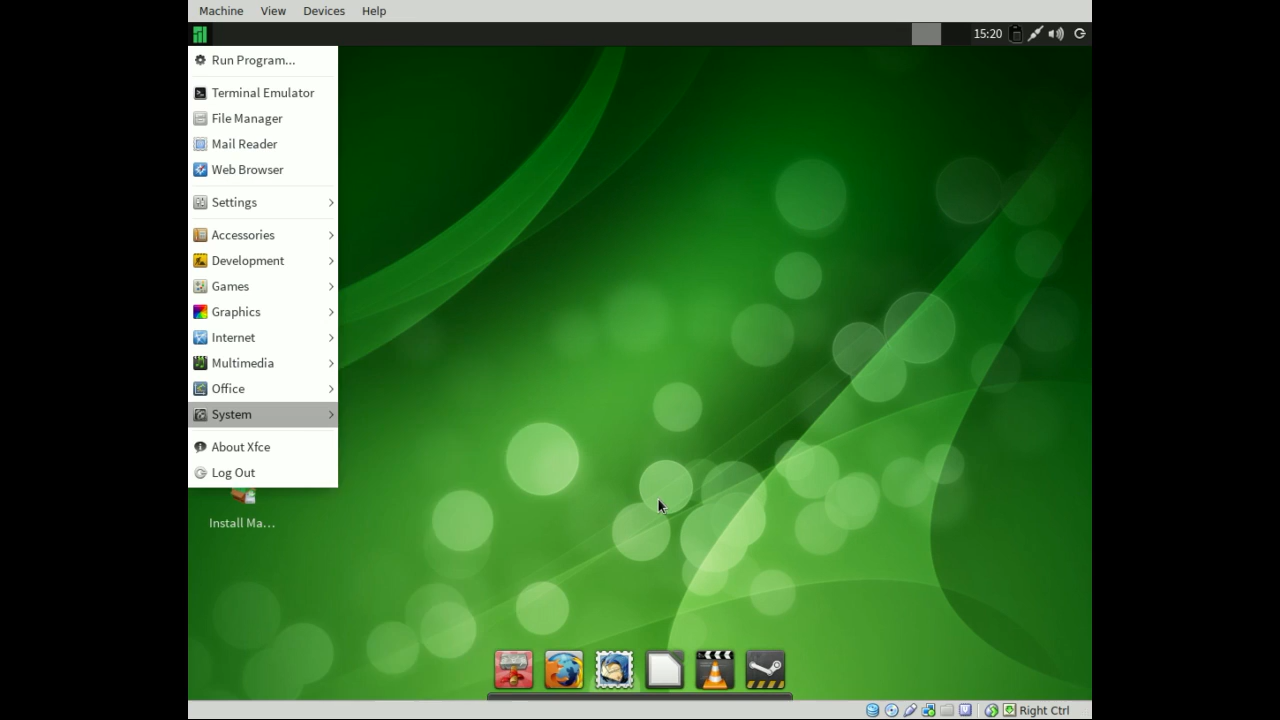 Machine View Devices Help
15:20
Run Program...
Terminal Emulator
File Manager
Mail Reader
Web Browser
Settings
Accessories
Development
Games
Graphics
Internet
Multimedia
Office
System
About Xfce
Log Out
Install Ma...
Right Ctrl